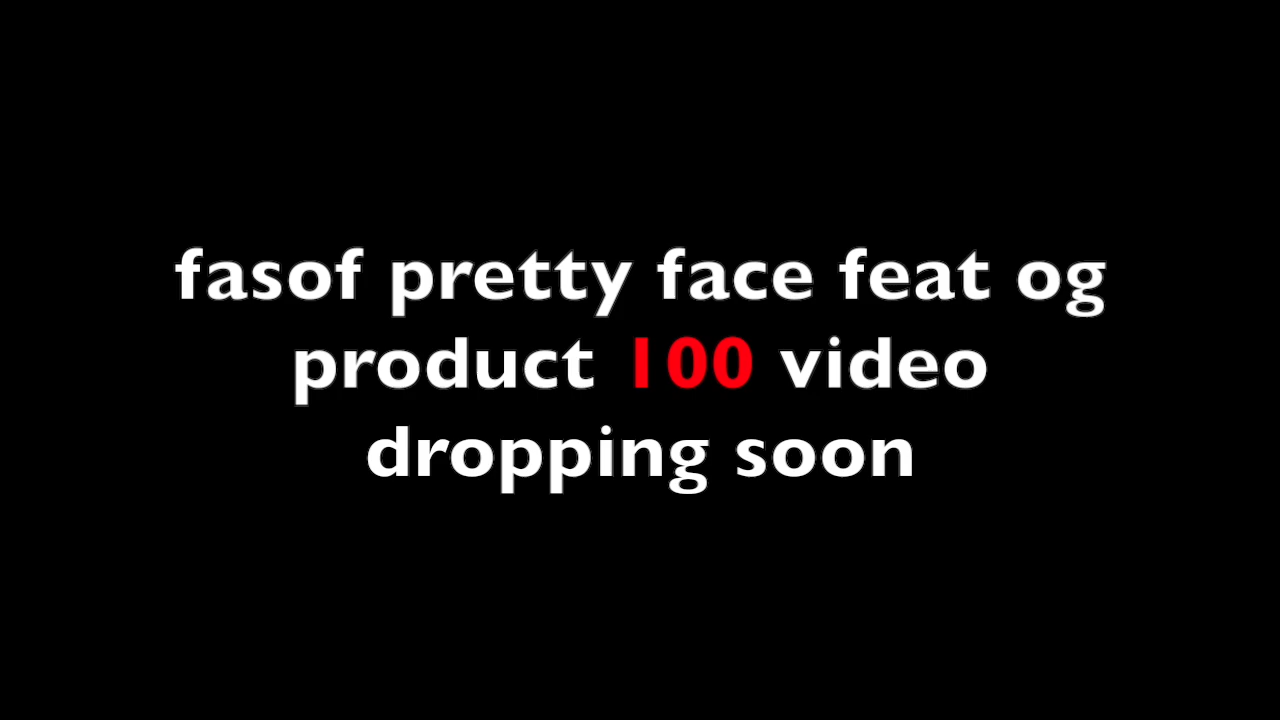 fasof pretty face feat og
product 100 video
dropping soon